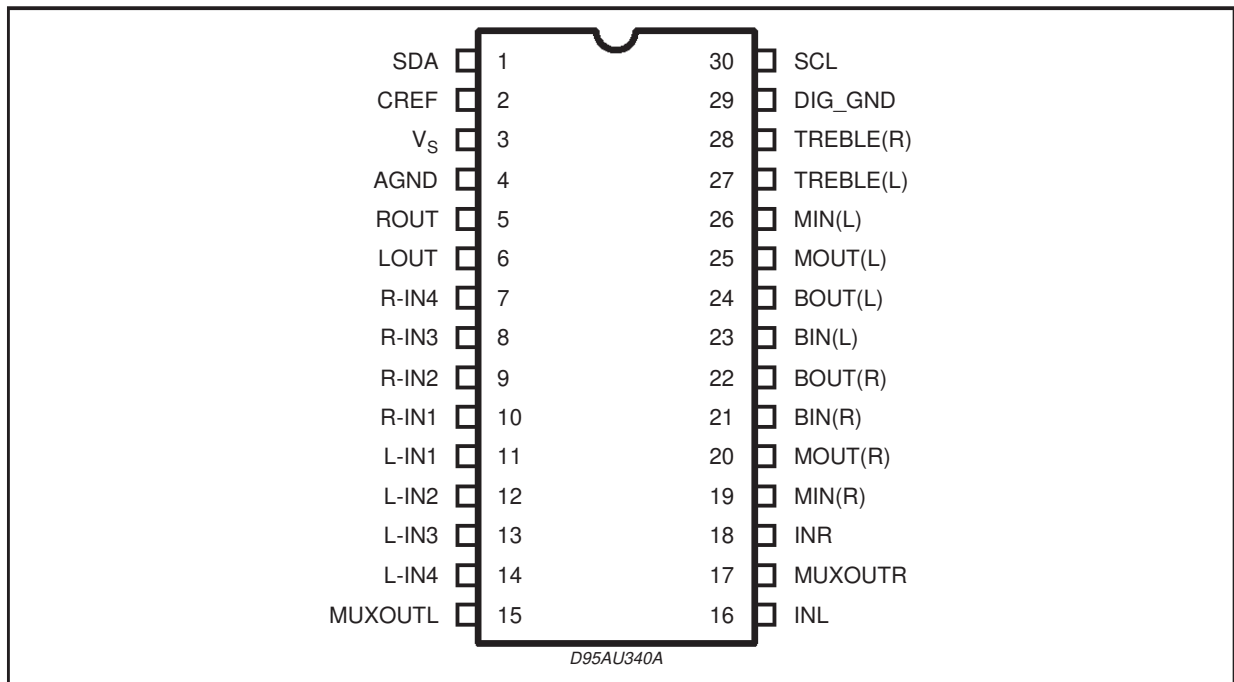 SDA 1 30 SCL
CREF 2 29 DIG_GND
VS 3 28 TREBLE(R)
AGND 4 27 TREBLE(L)
ROUT 5 26 MIN(L)
LOUT 6 25 MOUT(L)
R-IN4 7 24 BOUT(L)
R-IN3 8 23 BIN(L)
R-IN2 9 22 BOUT(R)
R-IN1 10 21 BIN(R)
L-IN1 11 20 MOUT(R)
L-IN2 12 19 MIN(R)
L-IN3 13 18 INR
L-IN4 14 17 MUXOUTR
MUXOUTL 15 16 INL
D95AU340A